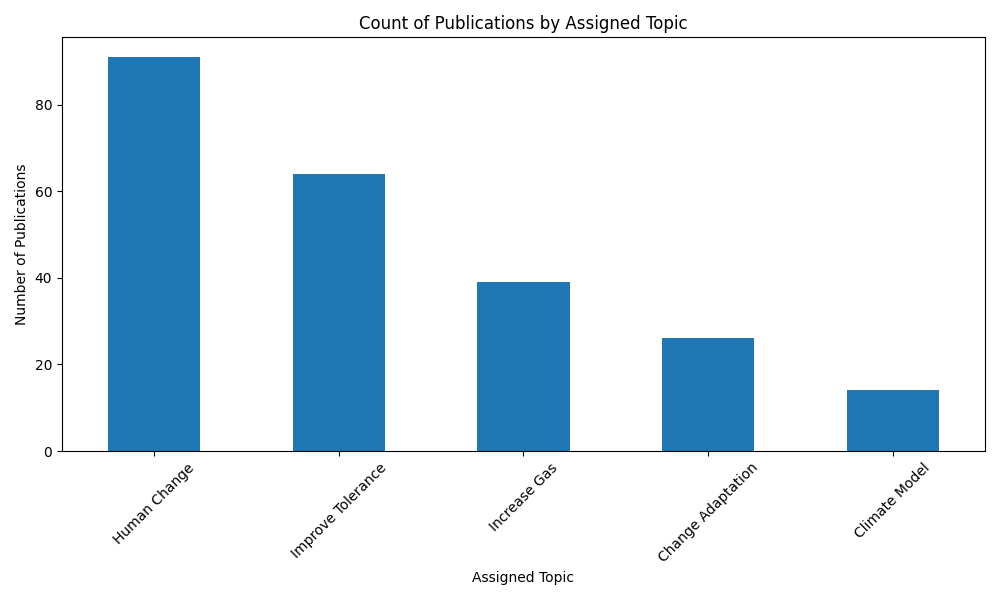 Count of Publications by Assigned Topic
Number of Publications
80
60
40
20
0
Human Change
Improve Tolerance
Increase Gas
Change Adaptation
Climate Model
Assigned Topic